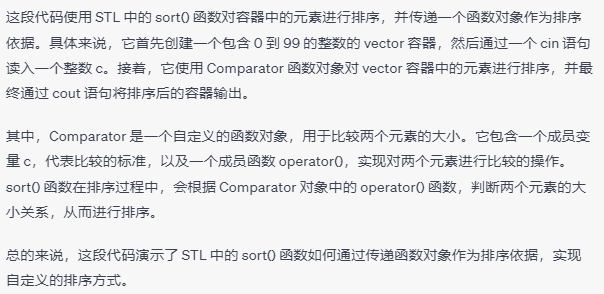 这段代码使用 STL 中的 sort() 函数对容器中的元素进行排序，并传递一个函数对象作为排序
依据。具体来说，它首先创建一个包含 0 到 99 的整数的 vector 容器，然后通过一个 cin 语句
读入一个整数 c。接着，它使用 Comparator 函数对象对 vector 容器中的元素进行排序，并最
终通过 cout 语句将排序后的容器输出。
其中，Comparator 是一个自定义的函数对象，用于比较两个元素的大小。它包含一个成员变
量 c，代表比较的标准，以及一个成员函数 operator()，实现对两个元素进行比较的操作。
sort() 函数在排序过程中，会根据 Comparator 对象中的 operator() 函数，判断两个元素的大
小关系，从而进行排序。
总的来说，这段代码演示了 STL 中的 sort() 函数如何通过传递函数对象作为排序依据，实现
自定义的排序方式。